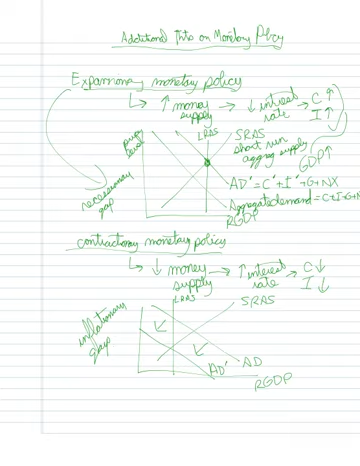 Additional Info on Monetary Policy
Expansionary monetary policy
↑ money supply → ↓ interest rate → C ↑ I ↑
GDP ↑
price level
LRAS
SRAS
short run aggreg supply
AD' = C' + I' + G + NX
Aggregate demand = C + I + G + N
RGDP
recessionary gap
contractionary monetary policy
↓ money supply → ↑ interest rate → C ↓ I ↓
LRAS
SRAS
inflationary gap
AD
AD'
RGDP